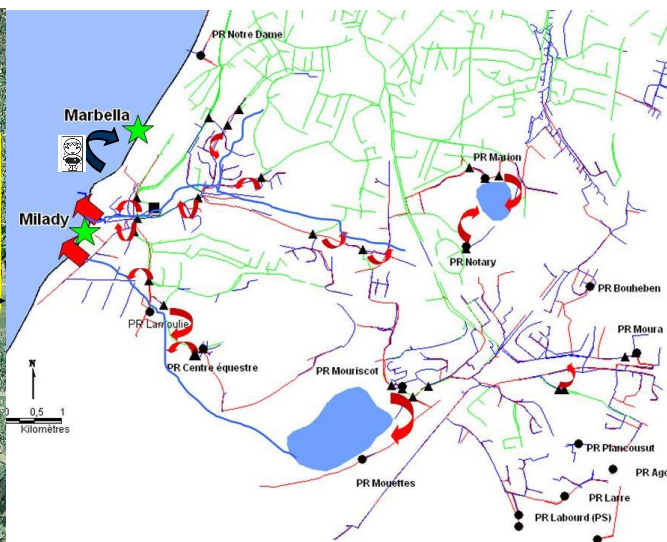 PR Notre Dame
Marbella
PR Marion
Milady
PR Notary
PR Bouheben
PR Lamoulie
PR Moura
PR Centre équestre
PR Mouriscot
N
0 0,5 1
Kilomètres
PR Plancousut
PR Mouettes
PR Ago
PR Larre
PR Labourd (PS)